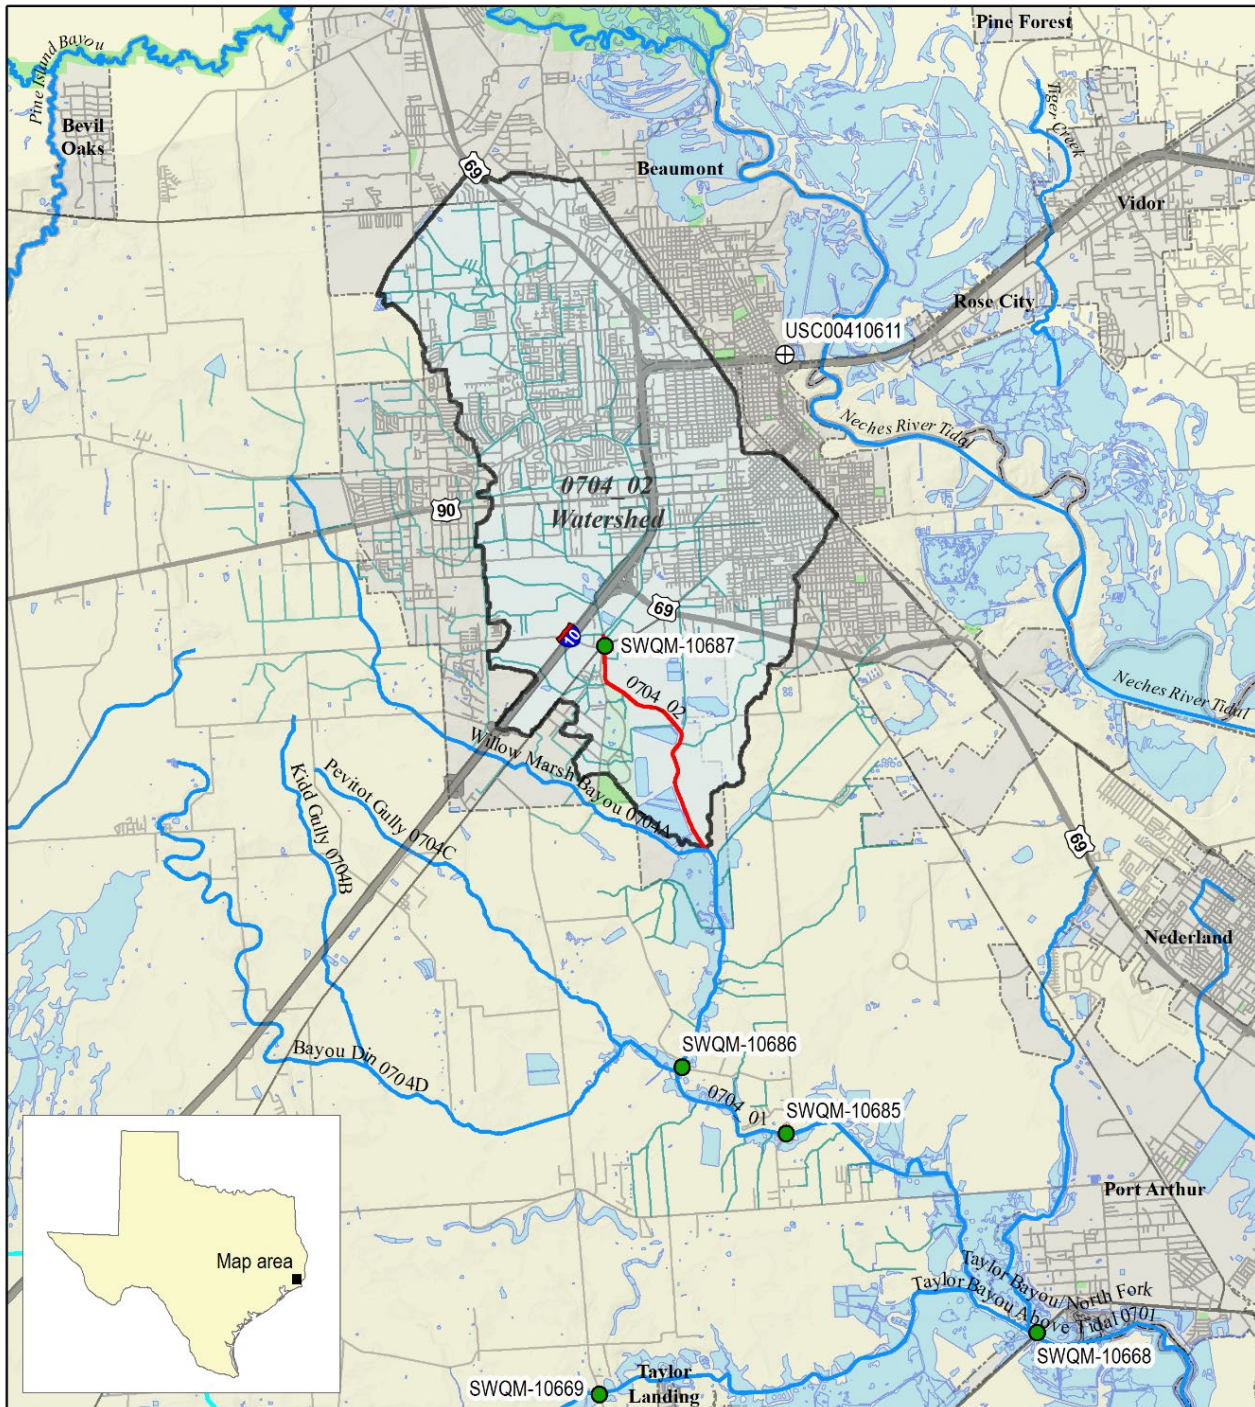 Pine Forest
Pine Island Bayou
Bevil
Oaks
Tiger Creek
69
Beaumont
Vidor
Rose City
USC00410611
Neches River Tidal
0704_02
Watershed
90
69
10
SWQM-10687
0704_02
Neches River Tidal
Willow Marsh Bayou 0704A
Pevitot Gully 0704C
Kidd Gully 0704B
69
Nederland
Bayou Din 0704D
SWQM-10686
0704_01
SWQM-10685
Port Arthur
Map area
Taylor Bayou/North Fork
Taylor Bayou Above Tidal 0701
SWQM-10668
SWQM-10669
Taylor
Landing